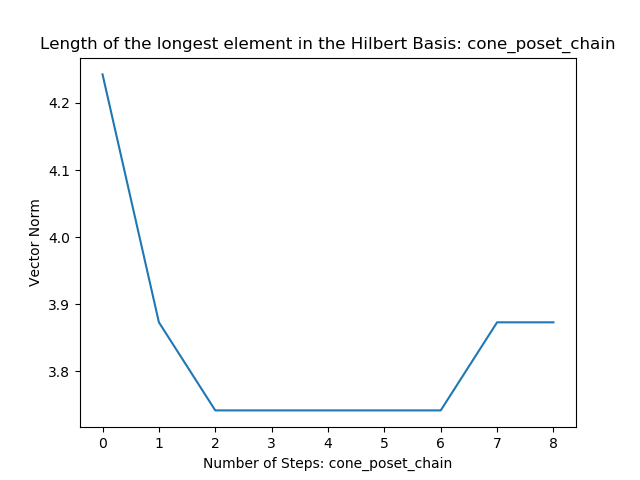 Length of the longest element in the Hilbert Basis: cone_poset_chain
4.2
4.1
4.0
3.9
3.8
Vector Norm
0 1 2 3 4 5 6 7 8
Number of Steps: cone_poset_chain